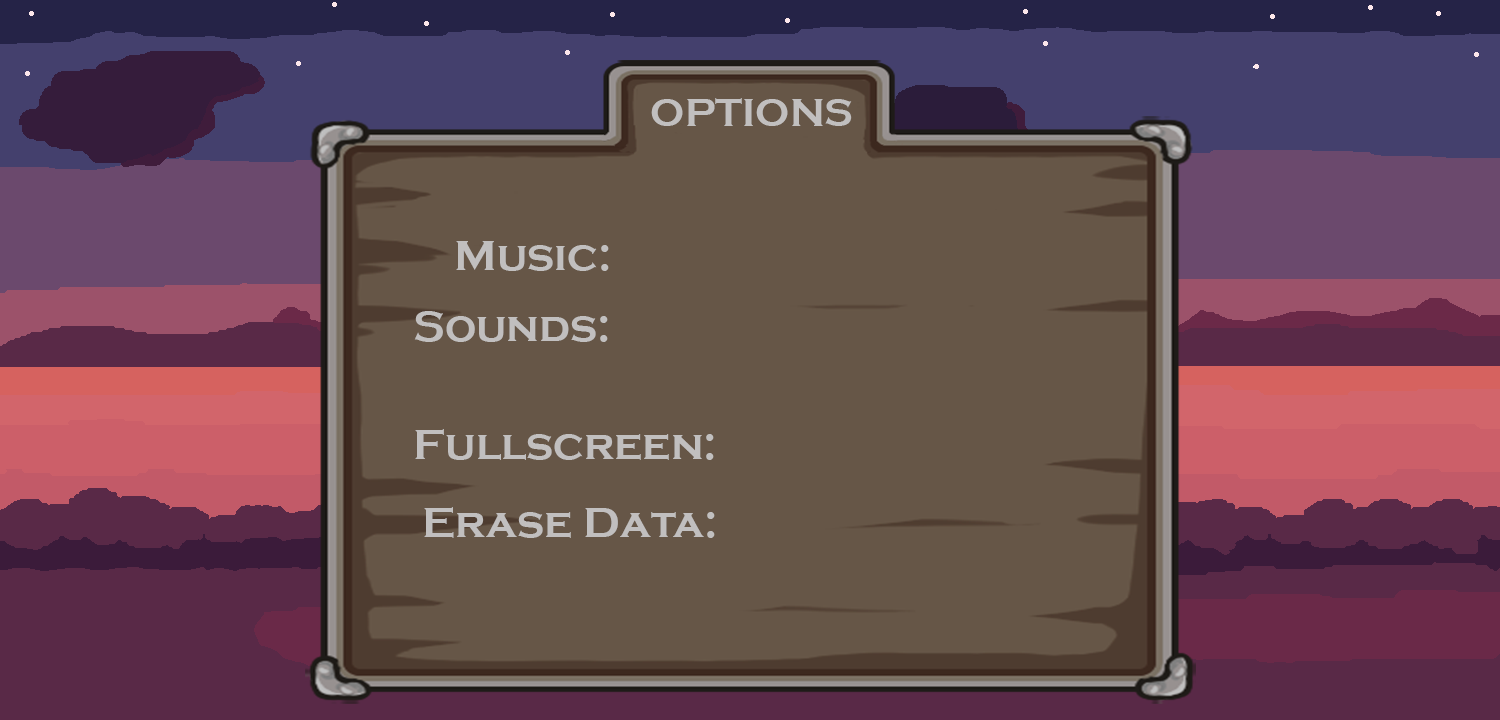 OPTIONS
MUSIC:
SOUNDS:
FULLSCREEN:
ERASE DATA: